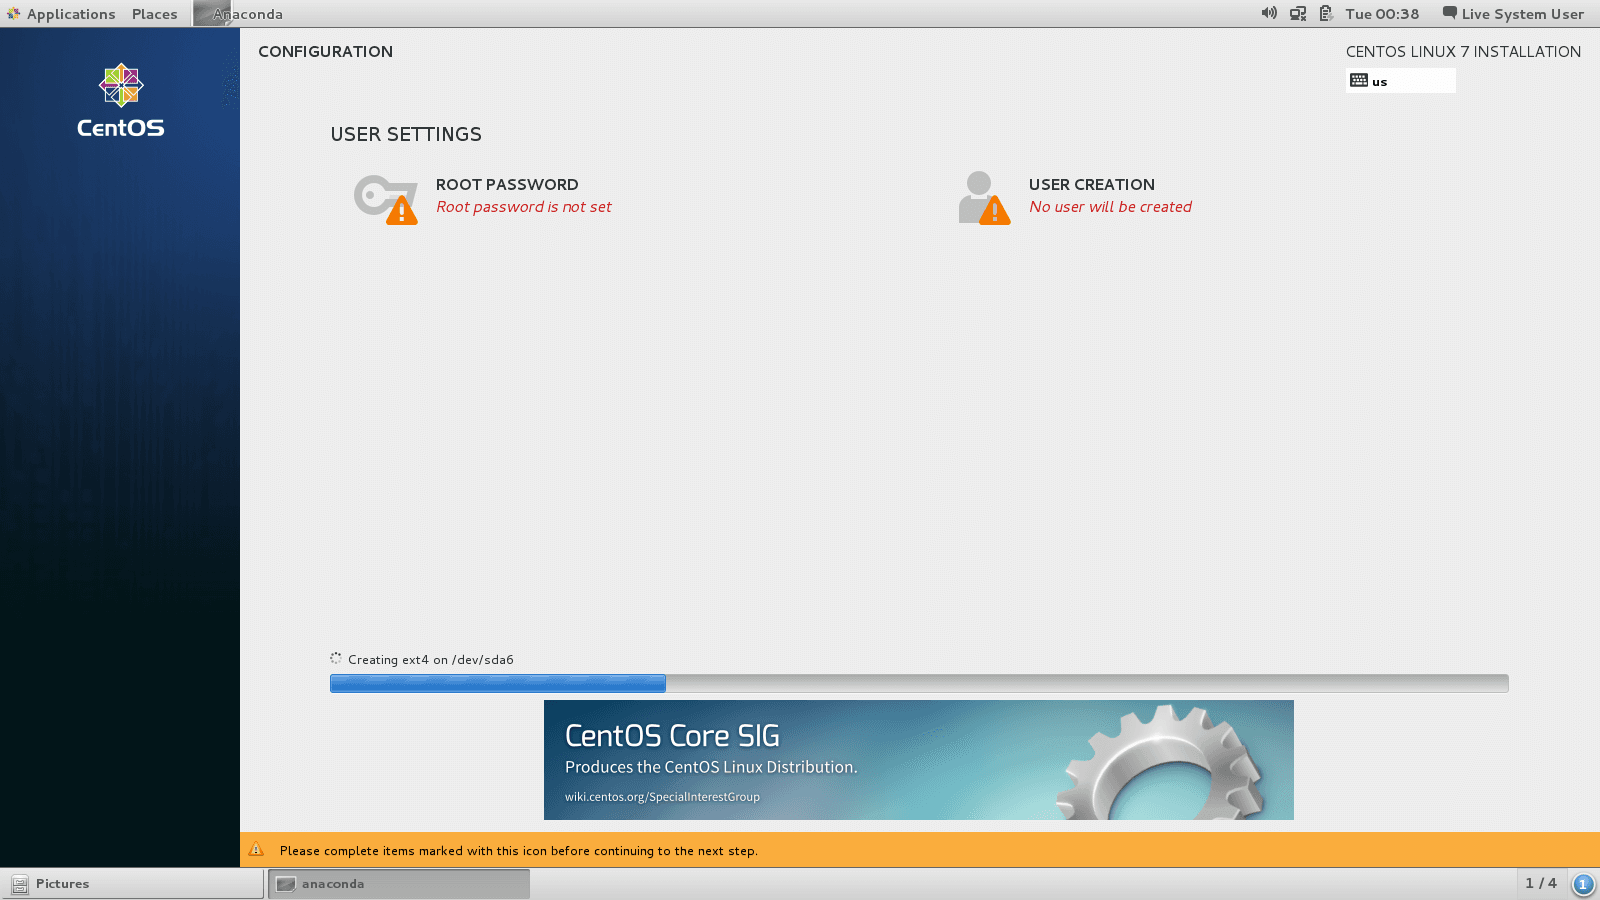 Applications Places Anaconda Tue 00:38 Live System User
CentOS
CONFIGURATION
CENTOS LINUX 7 INSTALLATION
us
USER SETTINGS
ROOT PASSWORD
Root password is not set
USER CREATION
No user will be created
Creating ext4 on /dev/sda6
CentOS Core SIG
Produces the CentOS Linux Distribution.
wiki.centos.org/SpecialInterestGroup
Please complete items marked with this icon before continuing to the next step.
Pictures anaconda 1 / 4 1